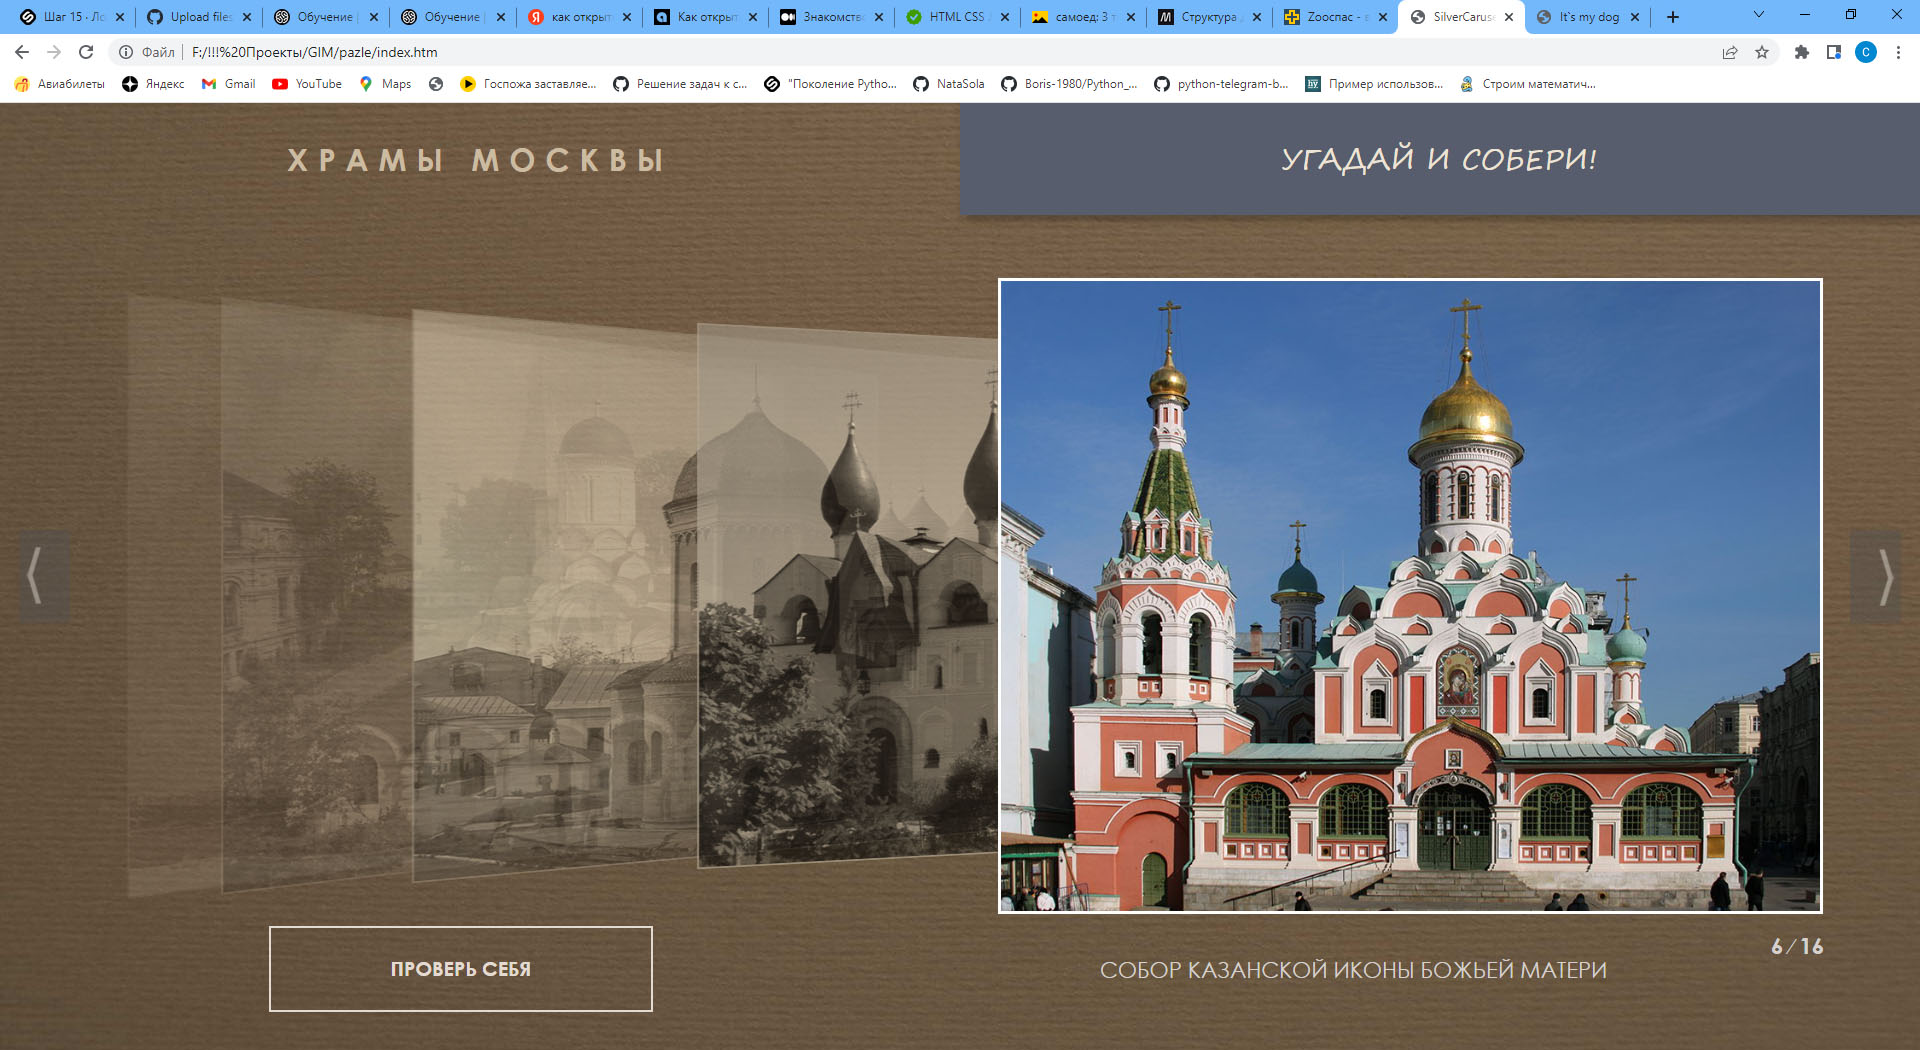 Шаг 15 · Ло
Upload files
Обучение
Обучение
как открыт
Как открыт
Знакомств
HTML CSS
самоед: 3 т
Структура
Zooспас - в
SilverCaruse
It`s my dog
Файл
F:/!!!%20Проекты/GIM/pazle/index.htm
С
Авиабилеты
Яндекс
Gmail
YouTube
Maps
Госпожа заставляе...
Решение задач к с...
"Поколение Pytho...
NataSola
Boris-1980/Python_...
python-telegram-b...
Пример использов...
Строим математич...
ХРАМЫ МОСКВЫ
УГАДАЙ И СОБЕРИ!
6 / 16
ПРОВЕРЬ СЕБЯ
СОБОР КАЗАНСКОЙ ИКОНЫ БОЖЬЕЙ МАТЕРИ